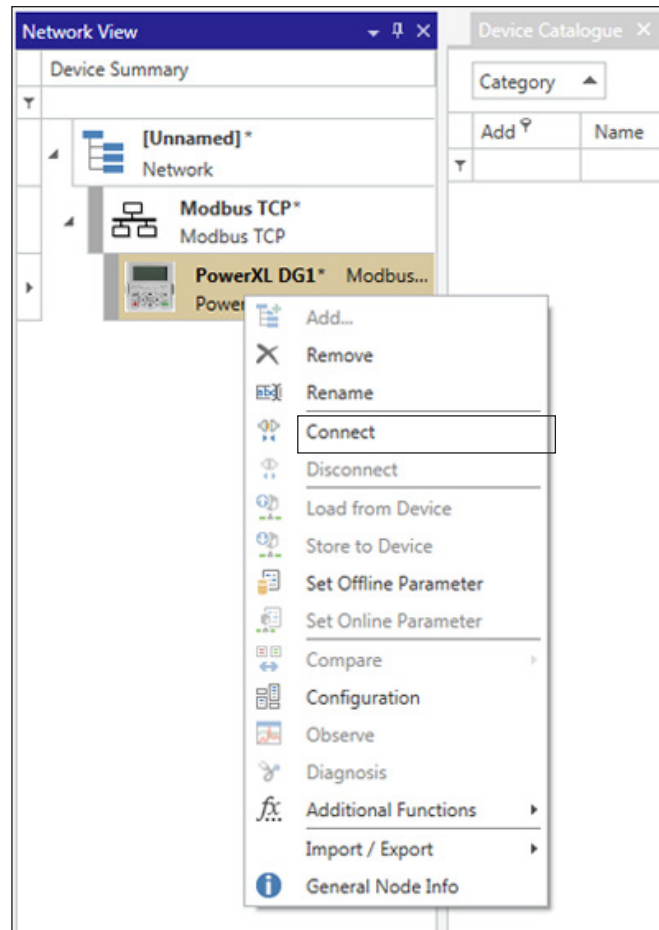 Network View
Device Catalogue
Device Summary
Category
Add
Name
[Unnamed] *
Network
Modbus TCP*
Modbus TCP
PowerXL DG1* Modbus...
Power
Add...
Remove
Rename
Connect
Disconnect
Load from Device
Store to Device
Set Offline Parameter
Set Online Parameter
Compare
Configuration
Observe
Diagnosis
Additional Functions
Import / Export
General Node Info